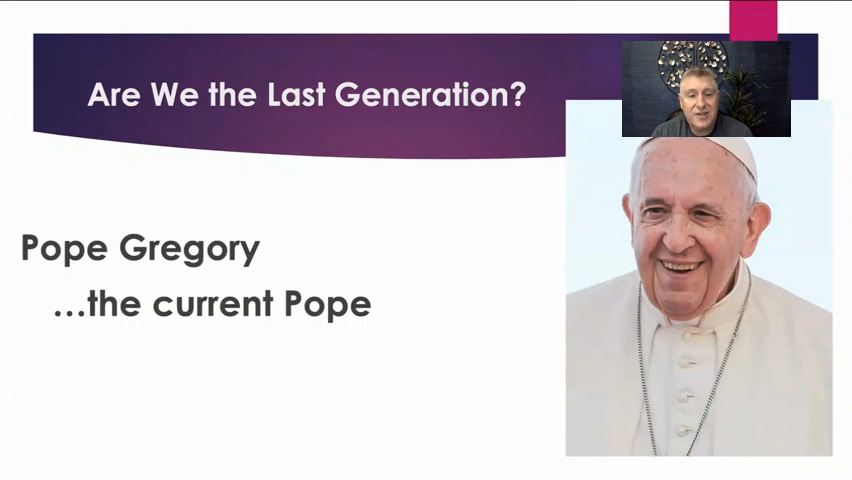 Are We the Last Generation?
Pope Gregory
...the current Pope